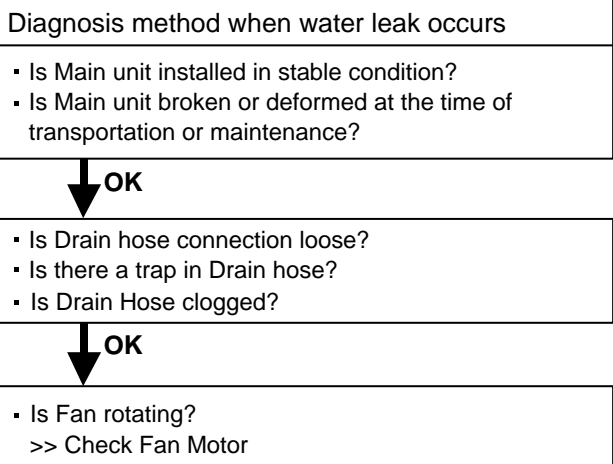 Diagnosis method when water leak occurs
▪ Is Main unit installed in stable condition?
▪ Is Main unit broken or deformed at the time of
transportation or maintenance?
OK
▪ Is Drain hose connection loose?
▪ Is there a trap in Drain hose?
▪ Is Drain Hose clogged?
OK
▪ Is Fan rotating?
>> Check Fan Motor